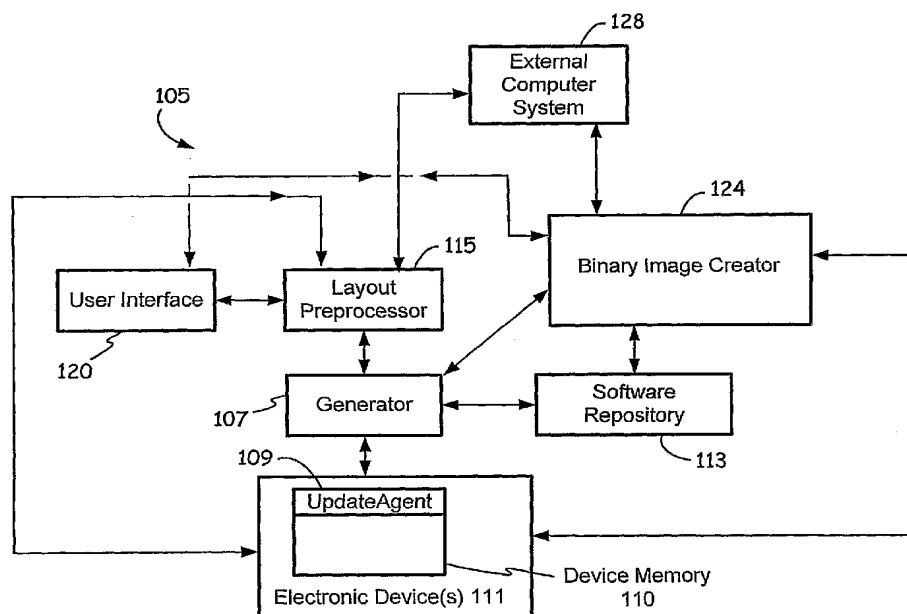 128
External
Computer
System
105
124
115
Binary Image Creator
User Interface
Layout
Preprocessor
120
107
Generator
Software
Repository
113
109
UpdateAgent
Device Memory
110
Electronic Device(s) 111